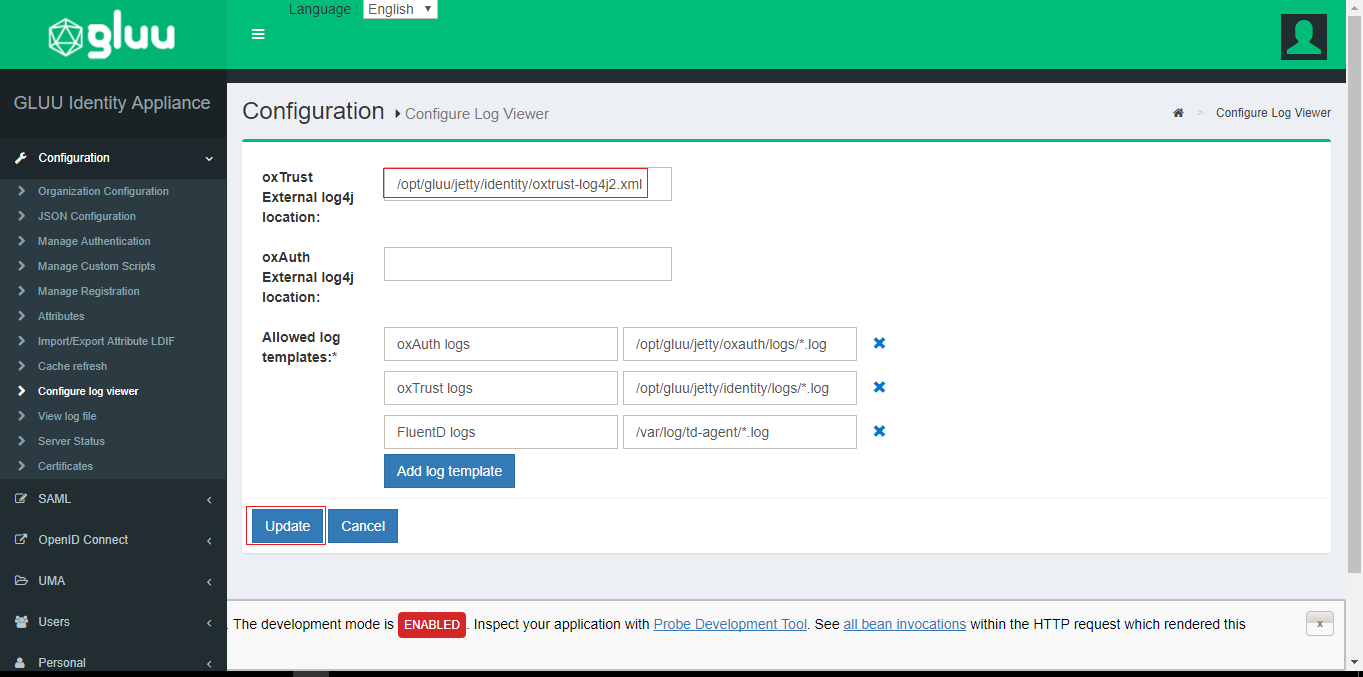 gluu
Language : English
GLUU Identity Appliance
Configuration
Organization Configuration
JSON Configuration
Manage Authentication
Manage Custom Scripts
Manage Registration
Attributes
Import/Export Attribute LDIF
Cache refresh
Configure log viewer
View log file
Server Status
Certificates
SAML
OpenID Connect
UMA
Users
Personal
Configuration Configure Log Viewer
> Configure Log Viewer
oxTrust
External log4j
location:
/opt/gluu/jetty/identity/oxtrust-log4j2.xml
oxAuth
External log4j
location:
Allowed log
templates:*
oxAuth logs /opt/gluu/jetty/oxauth/logs/*.log
oxTrust logs /opt/gluu/jetty/identity/logs/*.log
FluentD logs /var/log/td-agent/*.log
Add log template
Update Cancel
. The development mode is ENABLED. Inspect your application with Probe Development Tool. See all bean invocations within the HTTP request which rendered this
x